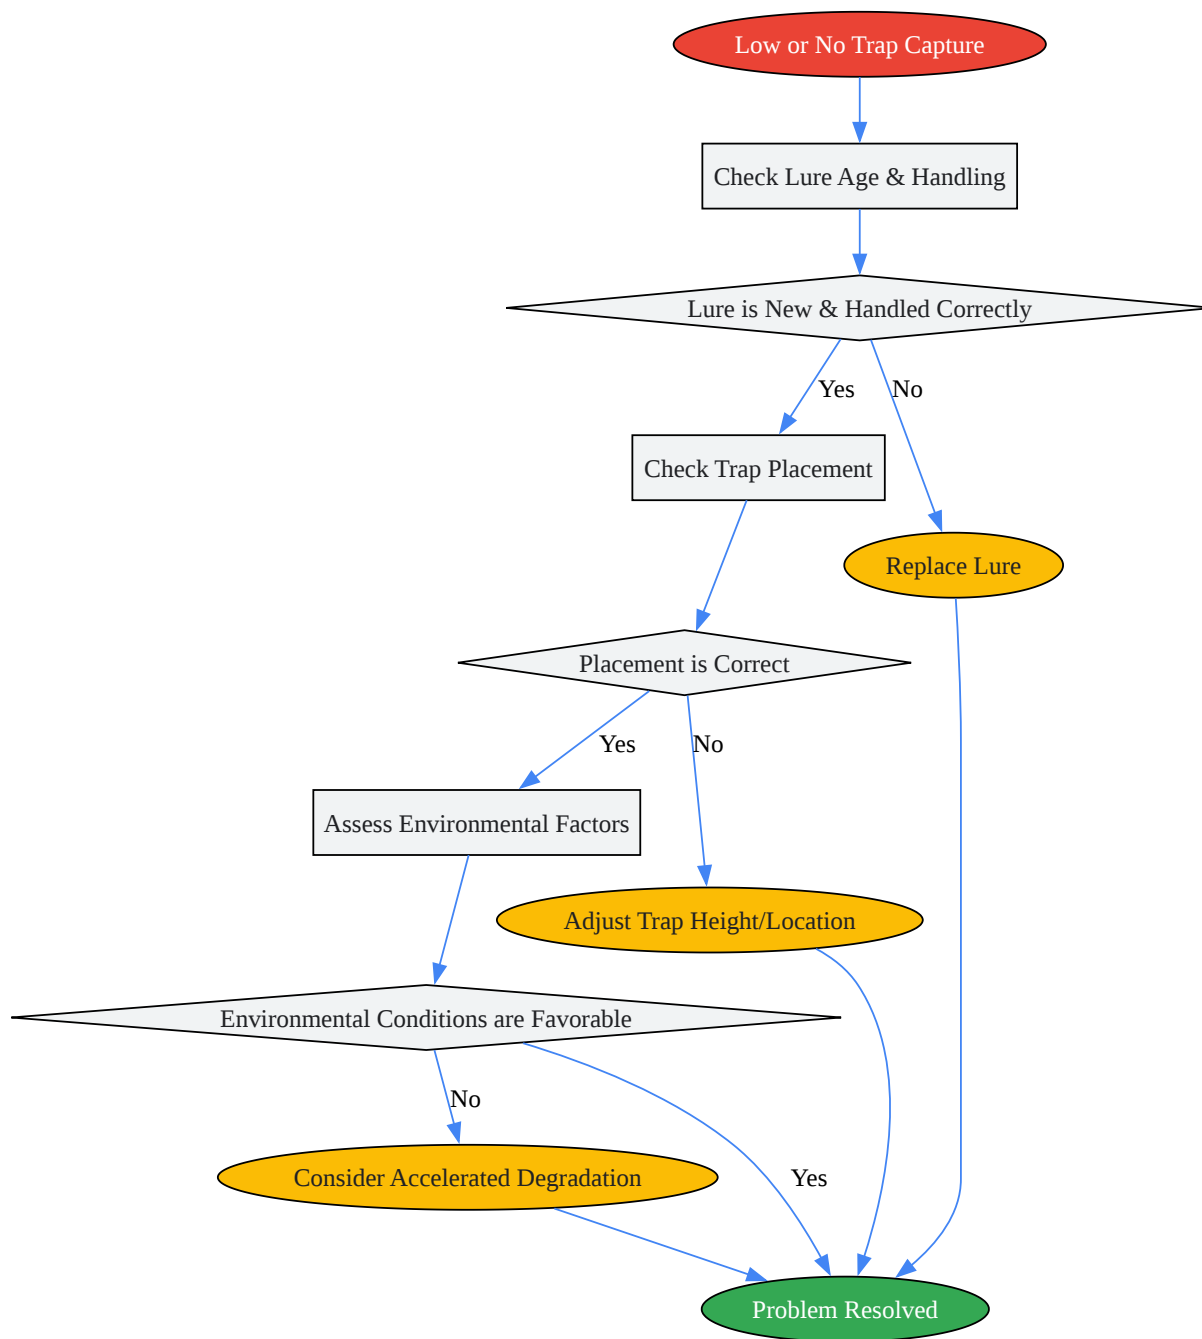 Low or No Trap Capture
Check Lure Age & Handling
Lure is New & Handled Correctly
Yes
No
Check Trap Placement
Replace Lure
Placement is Correct
Yes
No
Assess Environmental Factors
Adjust Trap Height/Location
Environmental Conditions are Favorable
No
Consider Accelerated Degradation
Yes
Problem Resolved